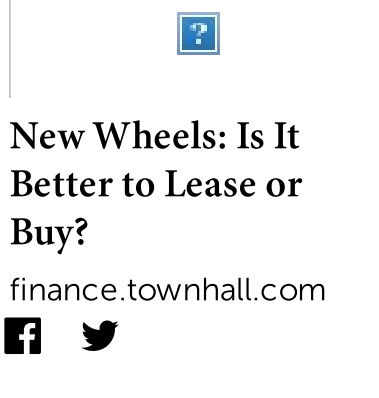 New Wheels: Is It
Better to Lease or
Buy?
finance.townhall.com